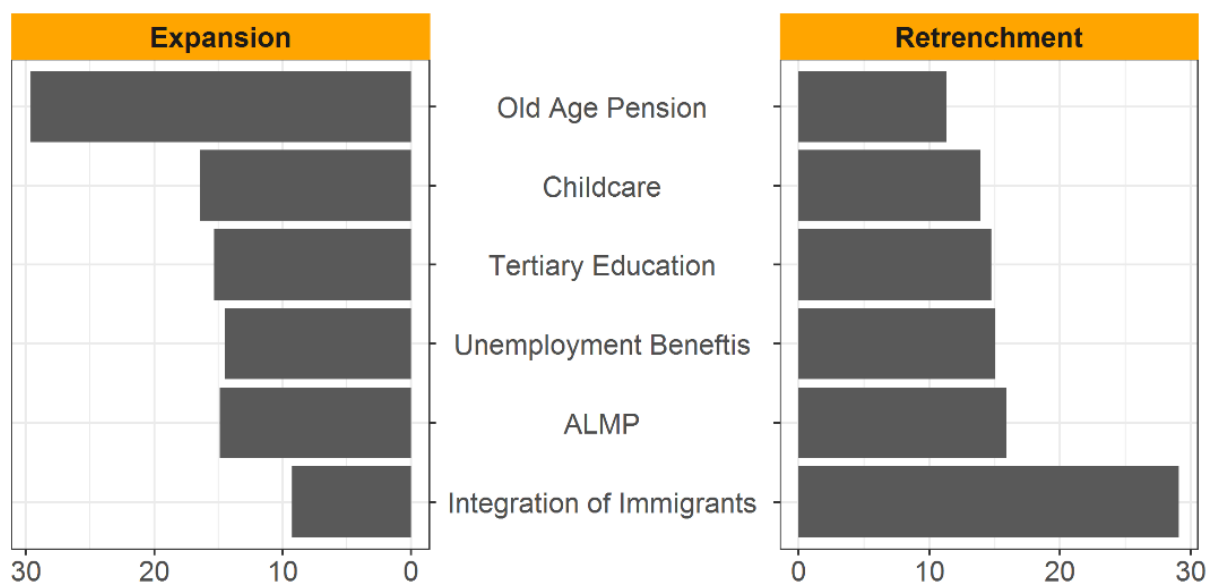 Expansion
Retrenchment
Old Age Pension
Childcare
Tertiary Education
Unemployment Beneftis
ALMP
Integration of Immigrants
30 20 10 0
0 10 20 30